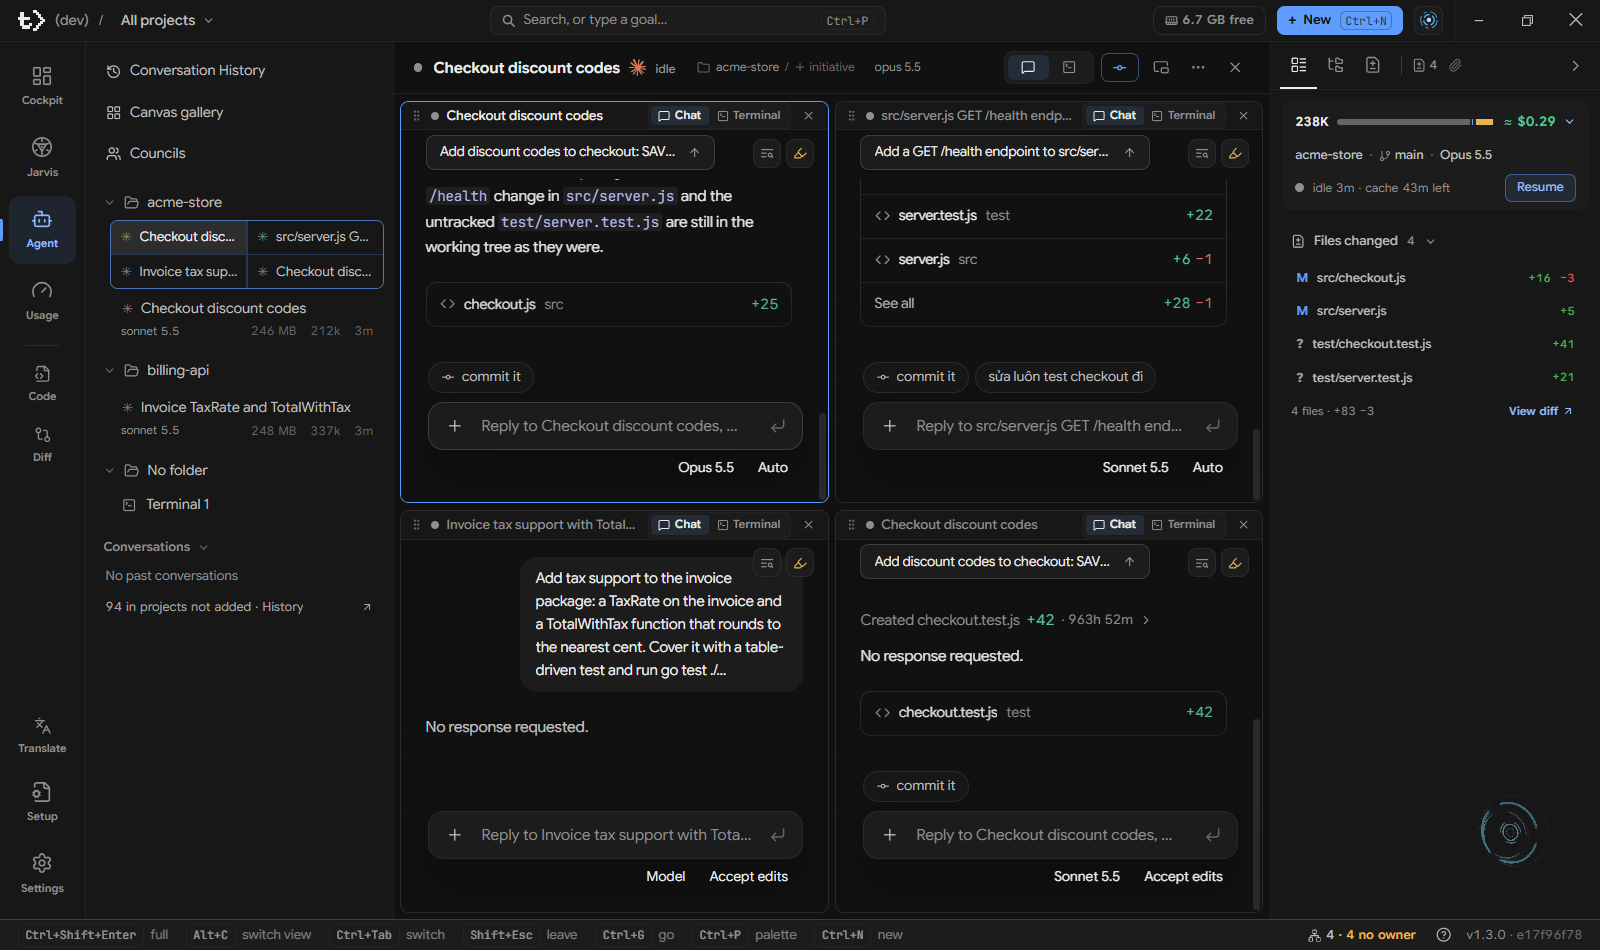 (dev) / All projects
Search, or type a goal... Ctrl+P
6.7 GB free
+ New Ctrl+N
Cockpit
Jarvis
Agent
Usage
Code
Diff
Translate
Setup
Settings
Conversation History
Canvas gallery
Councils
acme-store
Checkout disc...
src/server.js G...
Invoice tax sup...
Checkout disc...
Checkout discount codes
sonnet 5.5 246 MB 212k 3m
billing-api
Invoice TaxRate and TotalWithTax
sonnet 5.5 248 MB 337k 3m
No folder
Terminal 1
Conversations
No past conversations
94 in projects not added · History
Checkout discount codes idle acme-store / + initiative opus 5.5
Checkout discount codes Chat Terminal
Add discount codes to checkout: SAV...
/health change in src/server.js and the
untracked test/server.test.js are still in the
working tree as they were.
checkout.js src +25
commit it
Reply to Checkout discount codes, ...
Opus 5.5 Auto
src/server.js GET /health endp... Chat Terminal
Add a GET /health endpoint to src/ser...
server.test.js test +22
server.js src +6 −1
See all +28 −1
commit it
sửa luôn test checkout đi
Reply to src/server.js GET /health end...
Sonnet 5.5 Auto
Invoice tax support with Total... Chat Terminal
Add tax support to the invoice
package: a TaxRate on the invoice and
a TotalWithTax function that rounds to
the nearest cent. Cover it with a table-
driven test and run go test ./...
No response requested.
Reply to Invoice tax support with Tota...
Model Accept edits
Checkout discount codes Chat Terminal
Add discount codes to checkout: SAV...
Created checkout.test.js +42 · 963h 52m
No response requested.
checkout.test.js test +42
commit it
Reply to Checkout discount codes, ...
Sonnet 5.5 Accept edits
4
238K ≈ $0.29
acme-store · main · Opus 5.5
idle 3m · cache 43m left
Resume
Files changed 4
M src/checkout.js +16 −3
M src/server.js +5
? test/checkout.test.js +41
? test/server.test.js +21
4 files · +83 −3 View diff
Ctrl+Shift+Enter full Alt+C switch view Ctrl+Tab switch Shift+Esc leave Ctrl+G go Ctrl+P palette Ctrl+N new
4 · 4 no owner
v1.3.0 · e17f96f78